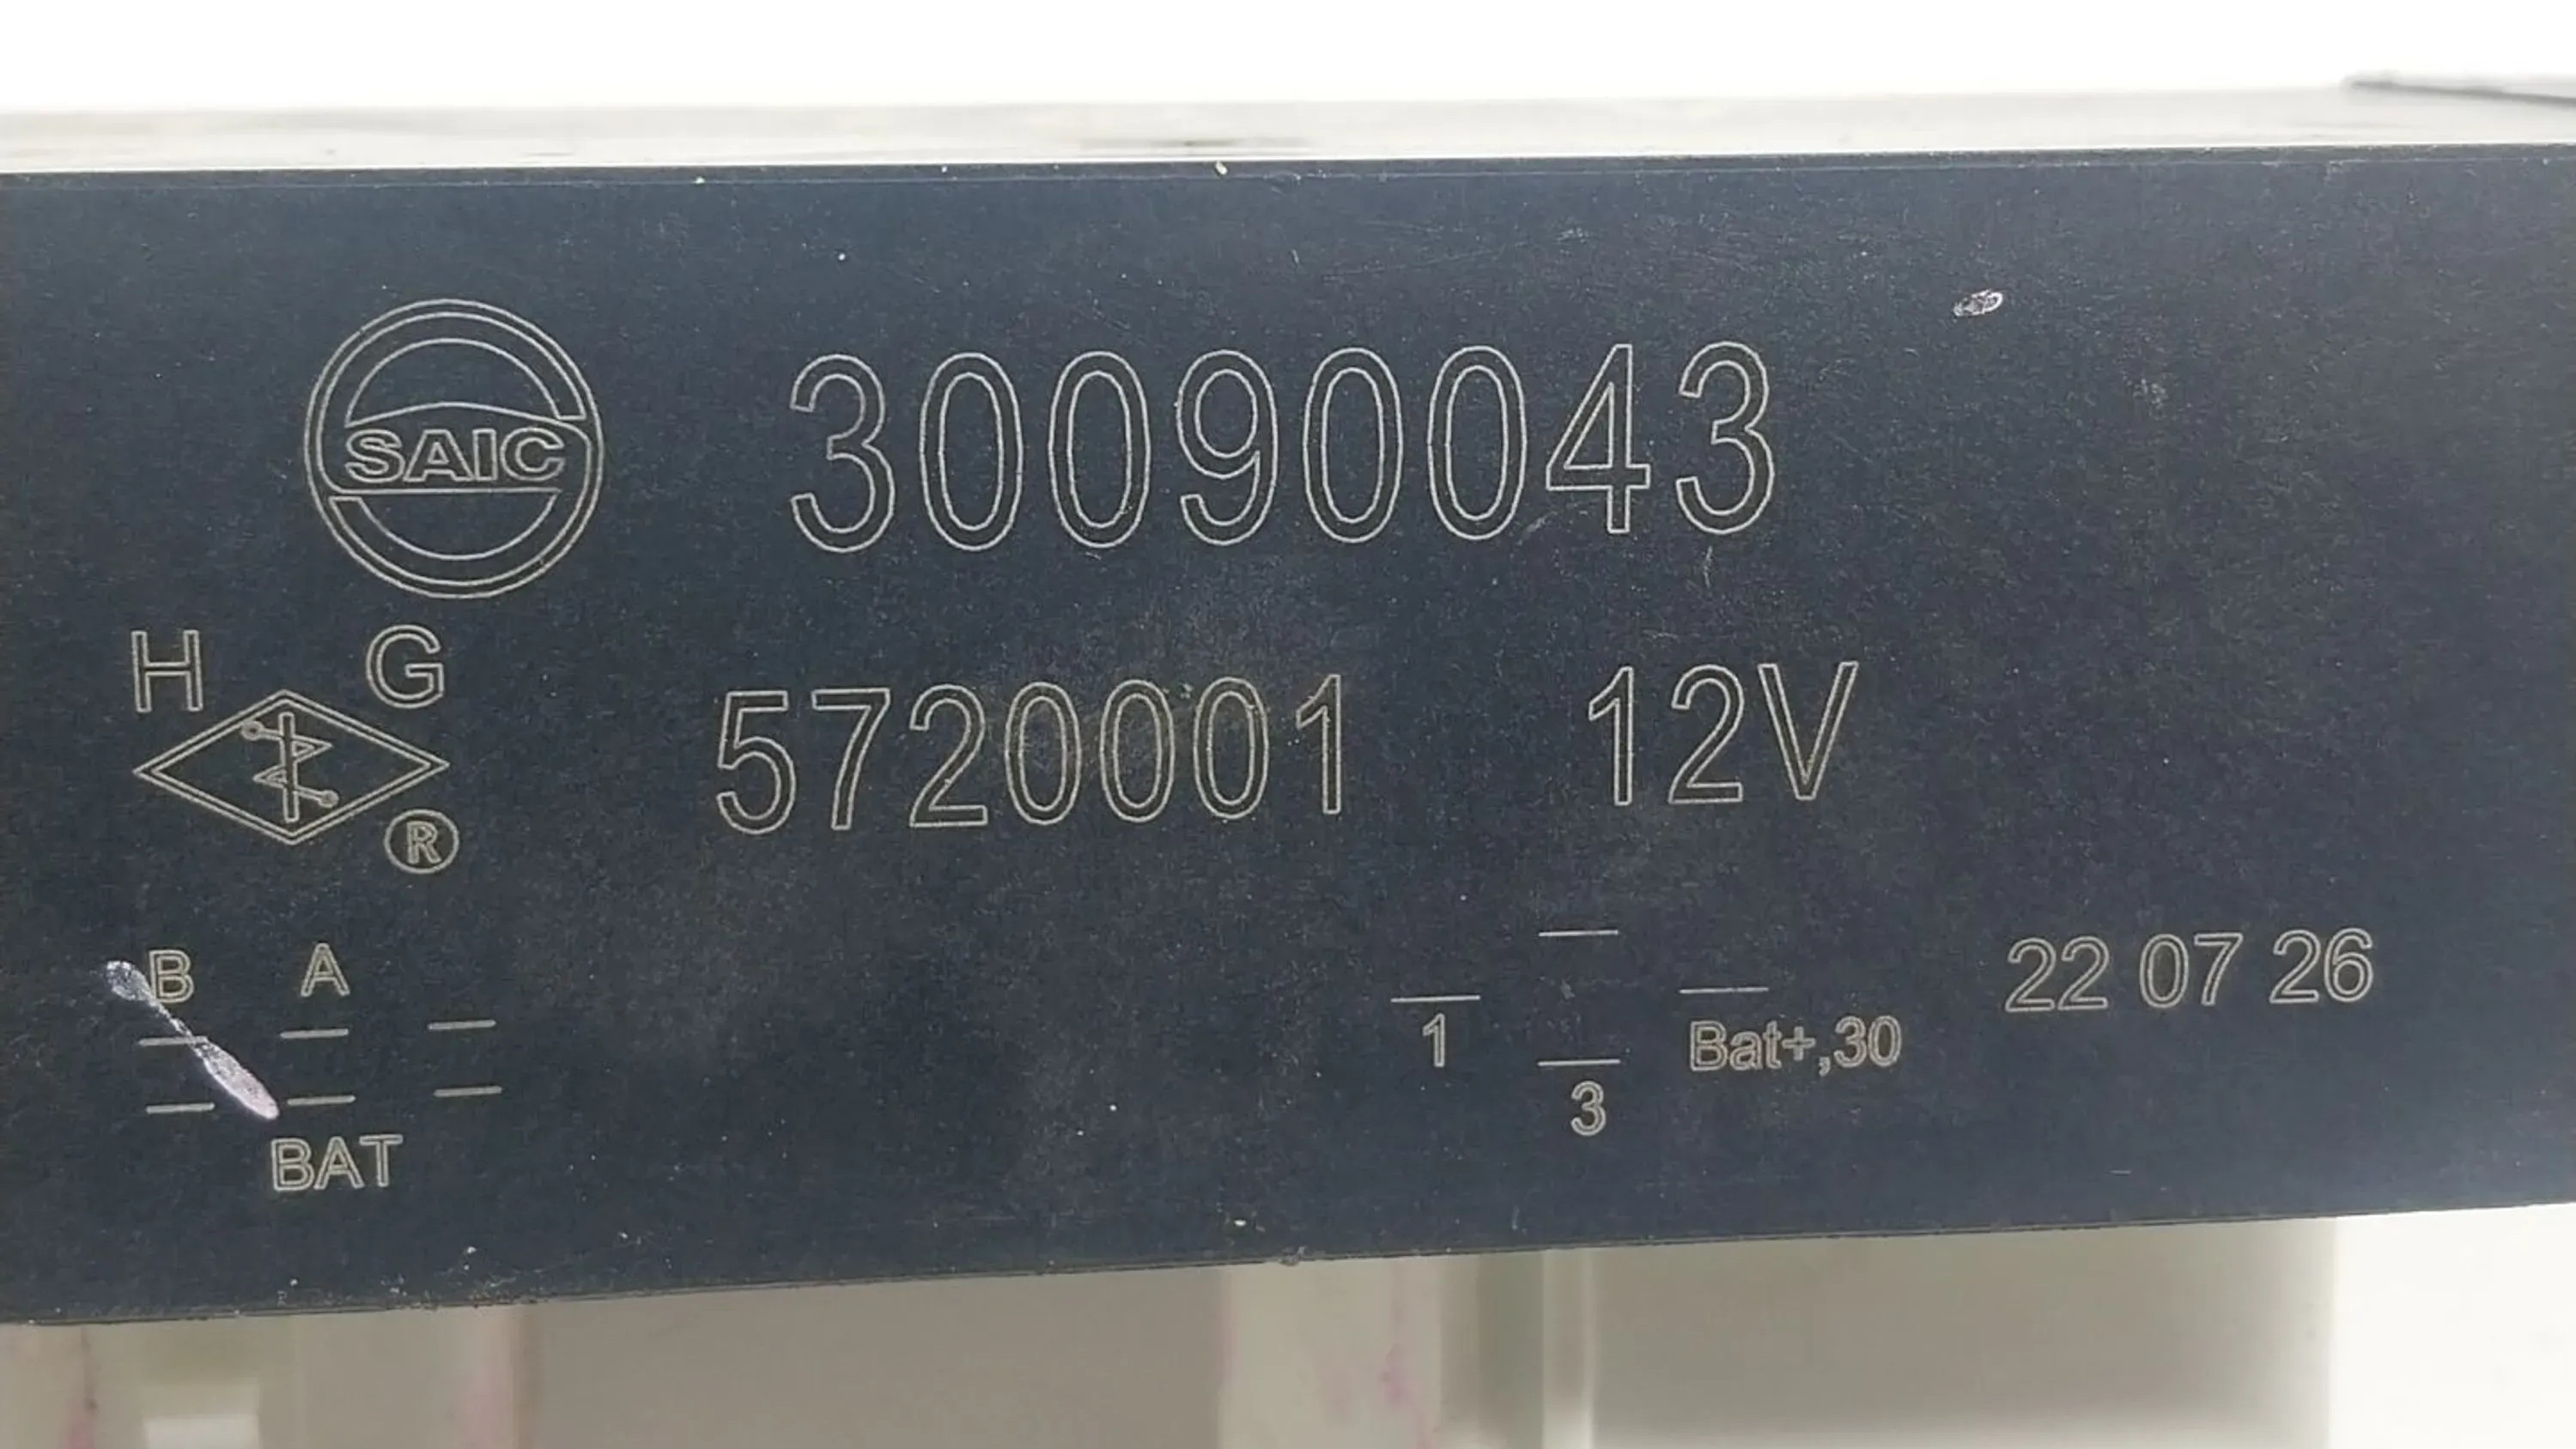 SAIC 30090043
H G
5720001 12V
®
B A
22 07 26
1 Bat+,30
3
BAT